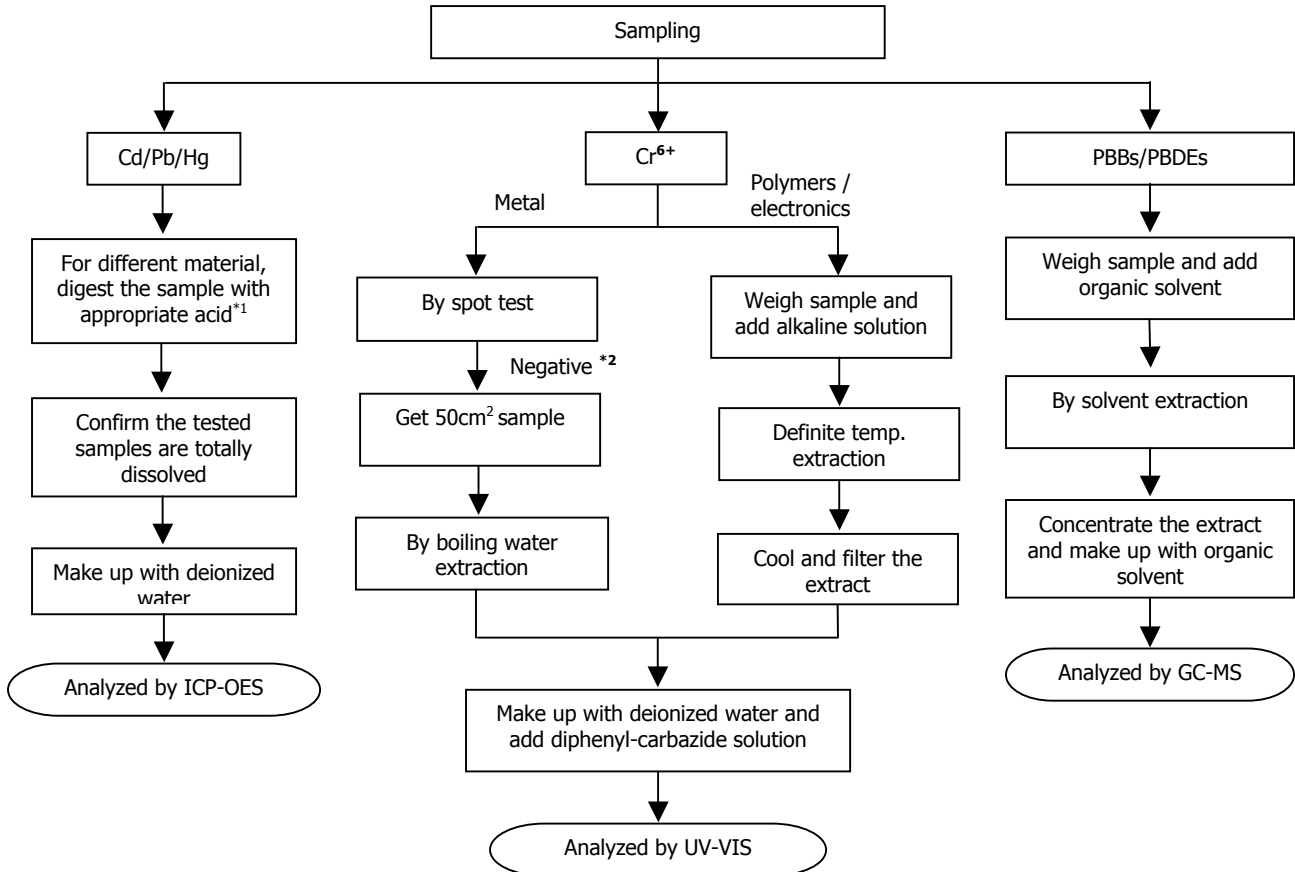 Sampling
Cd/Pb/Hg
Cr6+
PBBs/PBDEs
Metal
Polymers /
electronics
For different material,
digest the sample with
appropriate acid*1
Confirm the tested
samples are totally
dissolved
Make up with deionized
water
Analyzed by ICP-OES
By spot test
Negative *2
Get 50cm2 sample
By boiling water
extraction
Weigh sample and
add alkaline solution
Definite temp.
extraction
Cool and filter the
extract
Make up with deionized water and
add diphenyl-carbazide solution
Analyzed by UV-VIS
Weigh sample and add
organic solvent
By solvent extraction
Concentrate the extract
and make up with organic
solvent
Analyzed by GC-MS